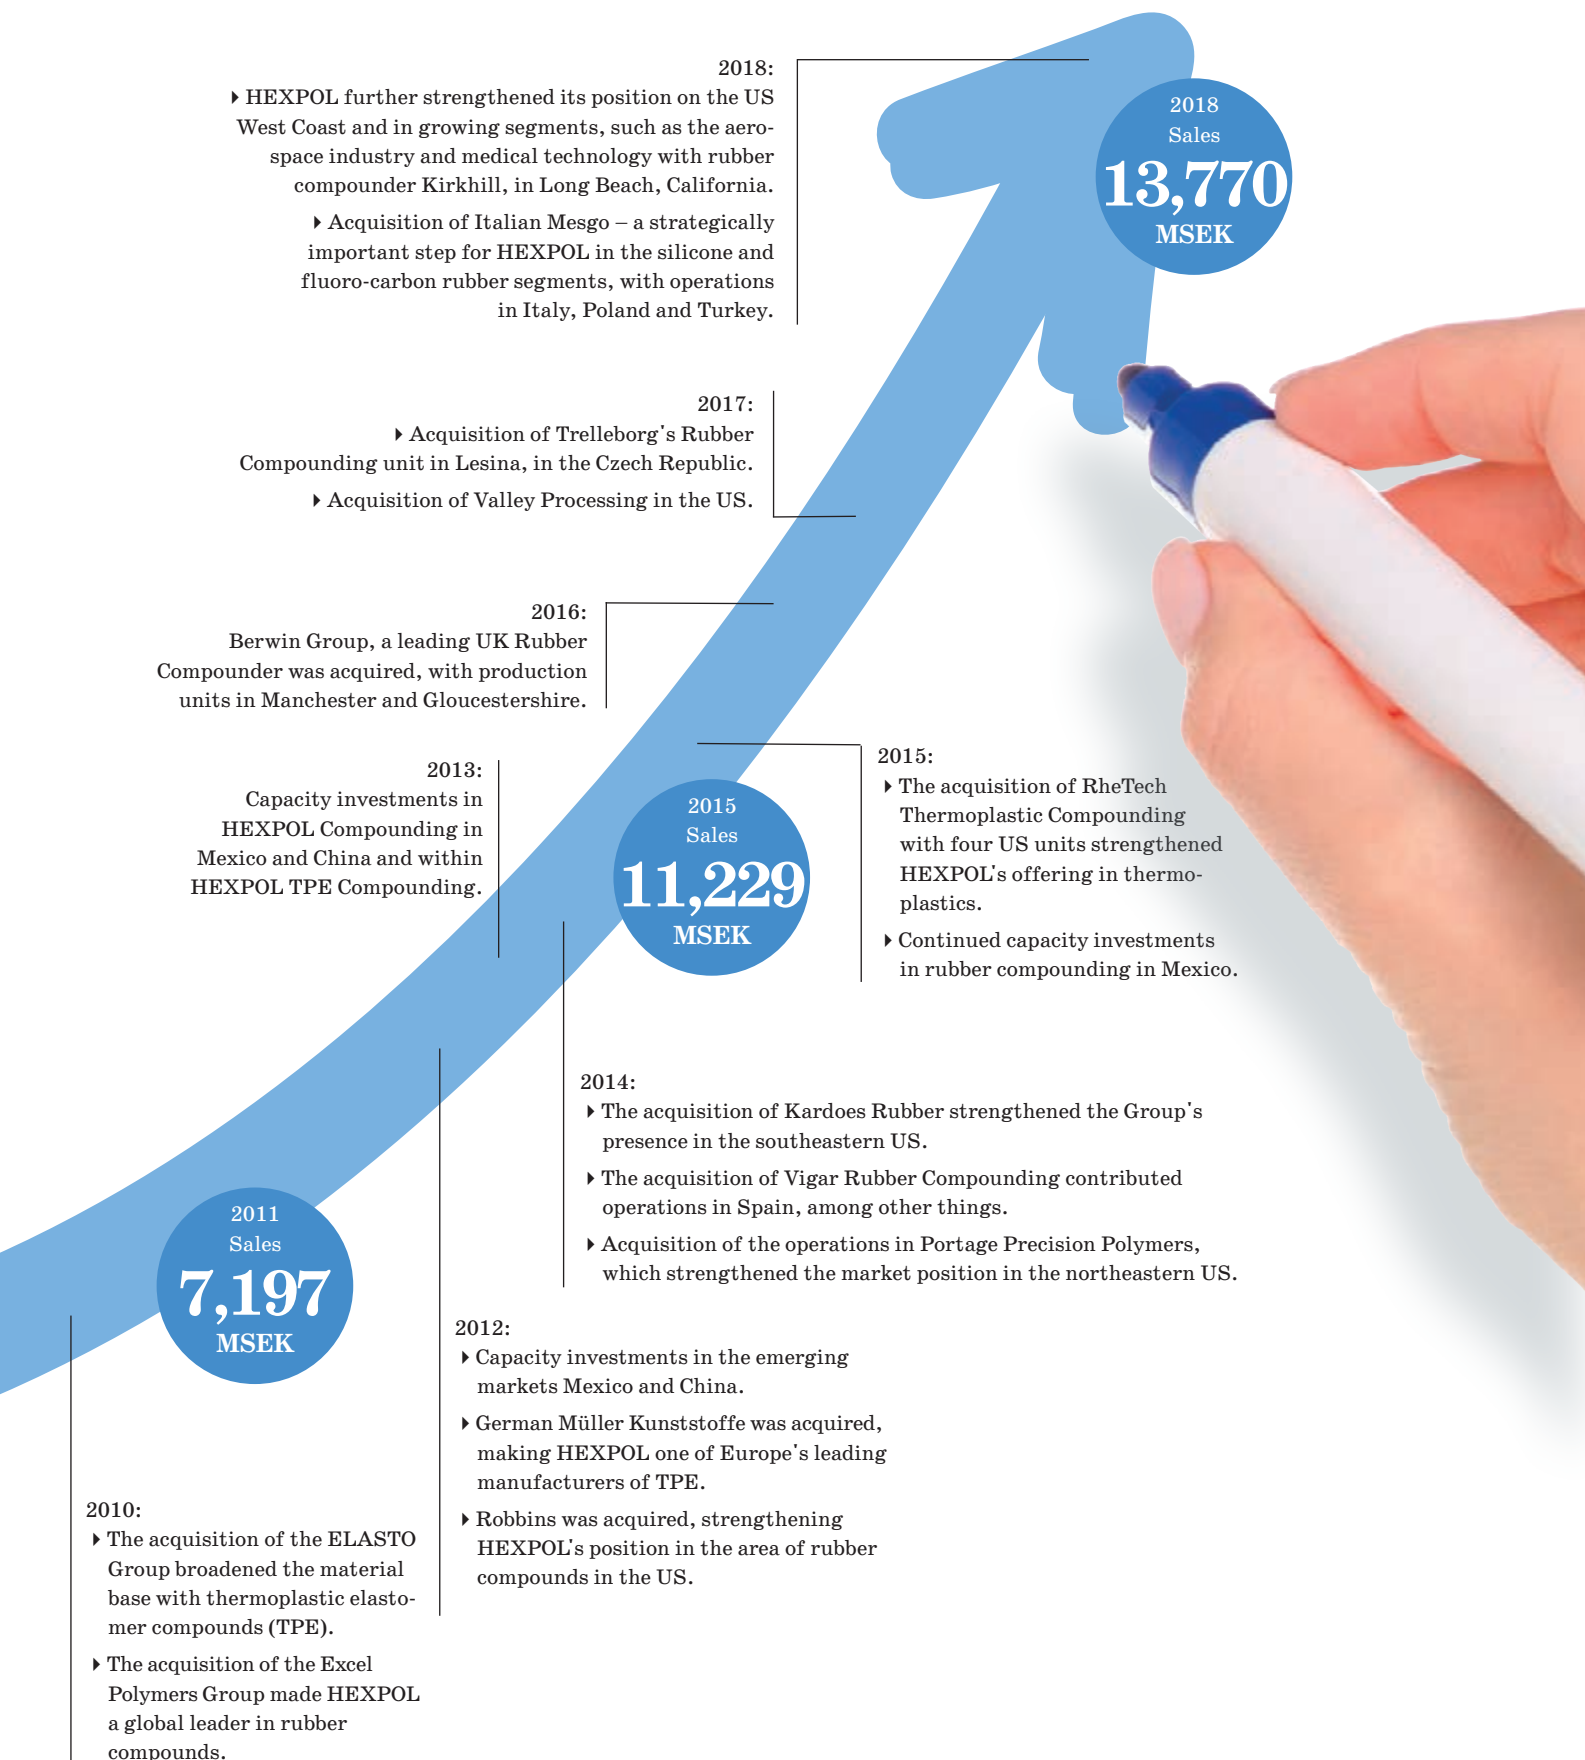 2018:
▸ HEXPOL further strengthened its position on the US
West Coast and in growing segments, such as the aero-
space industry and medical technology with rubber
compounder Kirkhill, in Long Beach, California.
▸ Acquisition of Italian Mesgo – a strategically
important step for HEXPOL in the silicone and
fluoro-carbon rubber segments, with operations
in Italy, Poland and Turkey.
2018
Sales
13,770
MSEK
2017:
▸ Acquisition of Trelleborg's Rubber
Compounding unit in Lesina, in the Czech Republic.
▸ Acquisition of Valley Processing in the US.
2016:
Berwin Group, a leading UK Rubber
Compounder was acquired, with production
units in Manchester and Gloucestershire.
2013:
Capacity investments in
HEXPOL Compounding in
Mexico and China and within
HEXPOL TPE Compounding.
2015
Sales
11,229
MSEK
2015:
▸ The acquisition of RheTech
Thermoplastic Compounding
with four US units strengthened
HEXPOL's offering in thermo-
plastics.
▸ Continued capacity investments
in rubber compounding in Mexico.
2014:
▸ The acquisition of Kardoes Rubber strengthened the Group's
presence in the southeastern US.
▸ The acquisition of Vigar Rubber Compounding contributed
operations in Spain, among other things.
▸ Acquisition of the operations in Portage Precision Polymers,
which strengthened the market position in the northeastern US.
2011
Sales
7,197
MSEK
2012:
▸ Capacity investments in the emerging
markets Mexico and China.
▸ German Müller Kunststoffe was acquired,
making HEXPOL one of Europe's leading
manufacturers of TPE.
▸ Robbins was acquired, strengthening
HEXPOL's position in the area of rubber
compounds in the US.
2010:
▸ The acquisition of the ELASTO
Group broadened the material
base with thermoplastic elasto-
mer compounds (TPE).
▸ The acquisition of the Excel
Polymers Group made HEXPOL
a global leader in rubber
compounds.